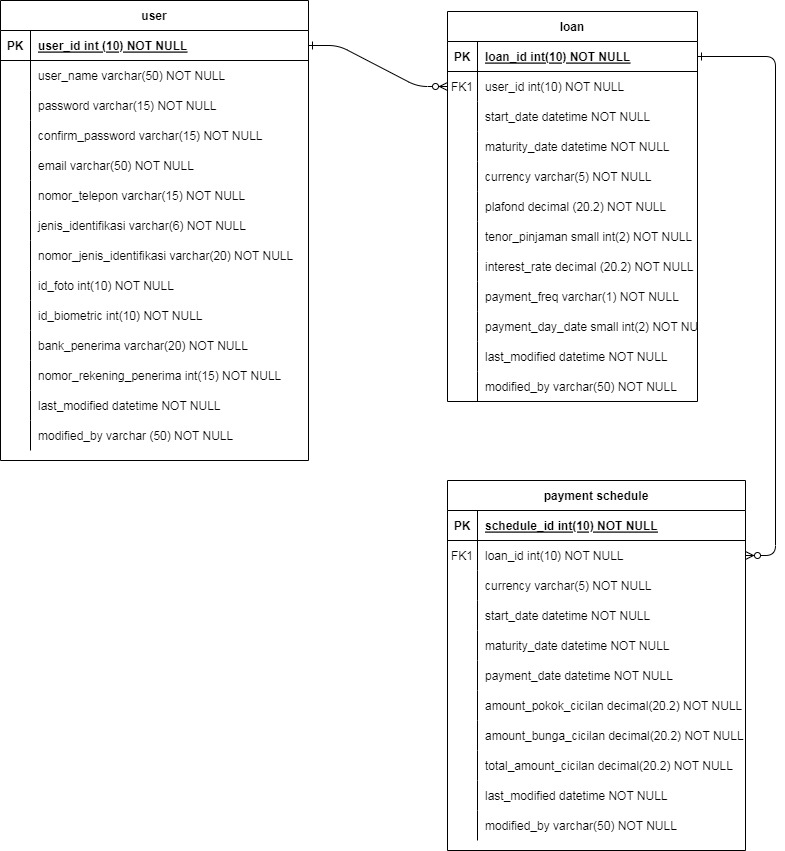 user
PK user_id int (10) NOT NULL
user_name varchar(50) NOT NULL
password varchar(15) NOT NULL
confirm_password varchar(15) NOT NULL
email varchar(50) NOT NULL
nomor_telepon varchar(15) NOT NULL
jenis_identifikasi varchar(6) NOT NULL
nomor_jenis_identifikasi varchar(20) NOT NULL
id_foto int(10) NOT NULL
id_biometric int(10) NOT NULL
bank_penerima varchar(20) NOT NULL
nomor_rekening_penerima int(15) NOT NULL
last_modified datetime NOT NULL
modified_by varchar (50) NOT NULL
loan
PK loan_id int(10) NOT NULL
FK1 user_id int(10) NOT NULL
start_date datetime NOT NULL
maturity_date datetime NOT NULL
currency varchar(5) NOT NULL
plafond decimal (20.2) NOT NULL
tenor_pinjaman small int(2) NOT NULL
interest_rate decimal (20.2) NOT NULL
payment_freq varchar(1) NOT NULL
payment_day_date small int(2) NOT NU
last_modified datetime NOT NULL
modified_by varchar(50) NOT NULL
payment schedule
PK schedule_id int(10) NOT NULL
FK1 loan_id int(10) NOT NULL
currency varchar(5) NOT NULL
start_date datetime NOT NULL
maturity_date datetime NOT NULL
payment_date datetime NOT NULL
amount_pokok_cicilan decimal(20.2) NOT NULL
amount_bunga_cicilan decimal(20.2) NOT NULL
total_amount_cicilan decimal(20.2) NOT NULL
last_modified datetime NOT NULL
modified_by varchar(50) NOT NULL